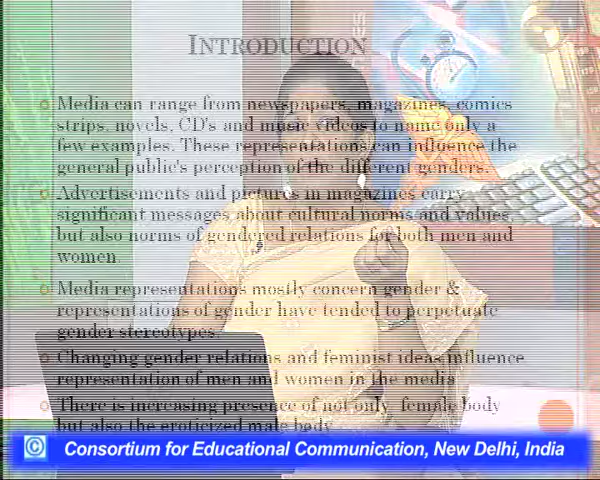 INTRODUCTION
Media can range from newspapers, magazines, comics
strips, novels, CD's and music videos to name only a
few examples. These representations can influence the
general public's perception of the different genders.
Advertisements and pictures in magazines carry
significant messages about cultural norms and values,
but also norms of gendered relations for both men and
women.
Media representations mostly concern gender &
representations of gender have tended to perpetuate
gender stereotypes
Changing gender relations and feminist ideas influence
representation of men and women in the media
There is increasing presence of not only female body
but also the eroticized male body
© Consortium for Educational Communication, New Delhi, India